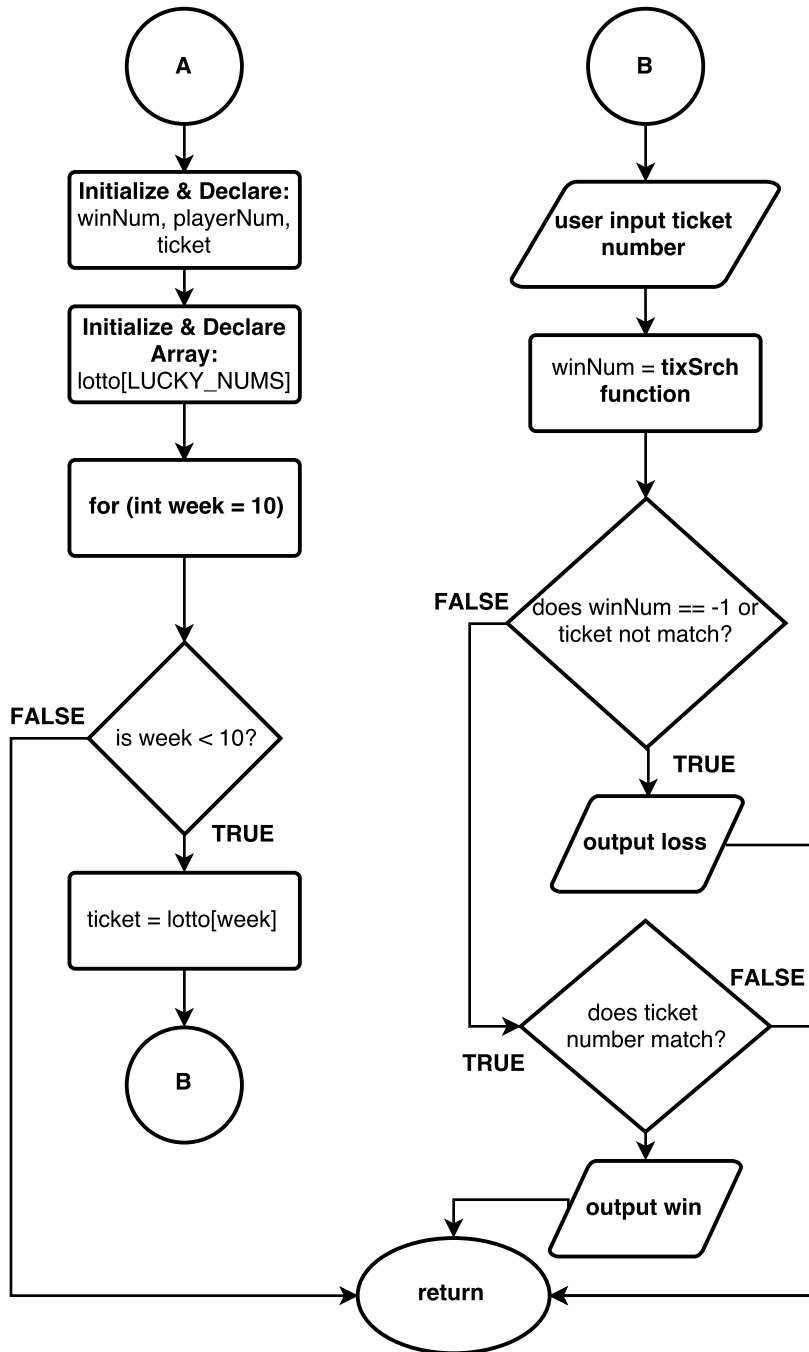 A
Initialize & Declare:
winNum, playerNum,
ticket
Initialize & Declare
Array:
lotto[LUCKY_NUMS]
for (int week = 10)
is week < 10?
FALSE
TRUE
ticket = lotto[week]
B
B
user input ticket
number
winNum = tixSrch
function
does winNum == -1 or
ticket not match?
FALSE
TRUE
output loss
does ticket
number match?
FALSE
TRUE
output win
return